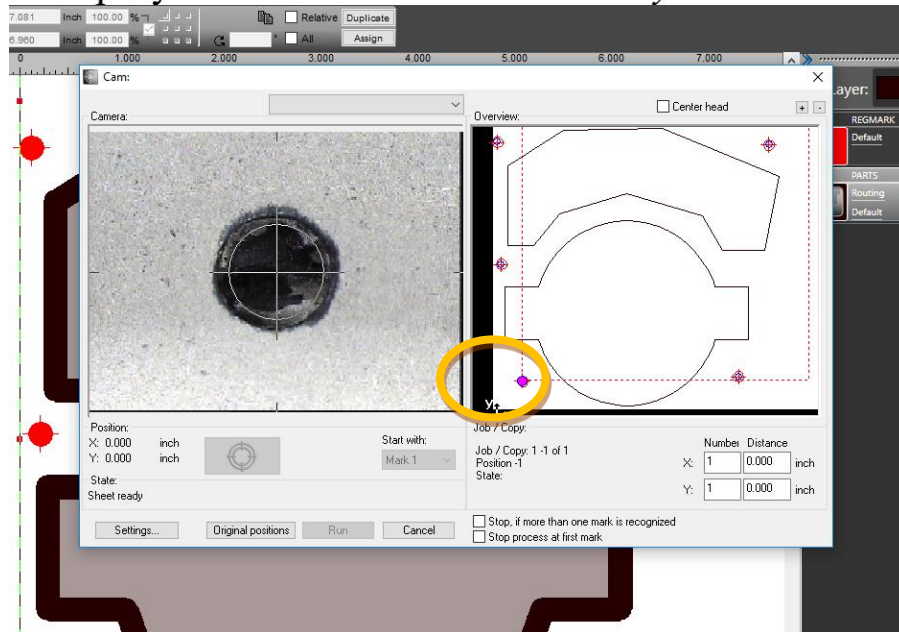 7.081 Inch 100.00 % Relative Duplicate
6.960 Inch 100.00 % ° All Assign
0 1.000 2.000 3.000 4.000 5.000 6.000 7.000
Cam:
ayer:
Center head + -
Camera: Overview:
REGMARK
Default
PARTS
Routing
Default
Y
Position: Job / Copy:
X: 0.000 inch Start with: Job / Copy: 1 -1 of 1 Number Distance
Y: 0.000 inch Mark 1 Position -1 X: 1 0.000 inch
State: State:
Sheet ready Y: 1 0.000 inch
Stop, if more than one mark is recognized
Settings... Original positions Run Cancel
Stop process at first mark